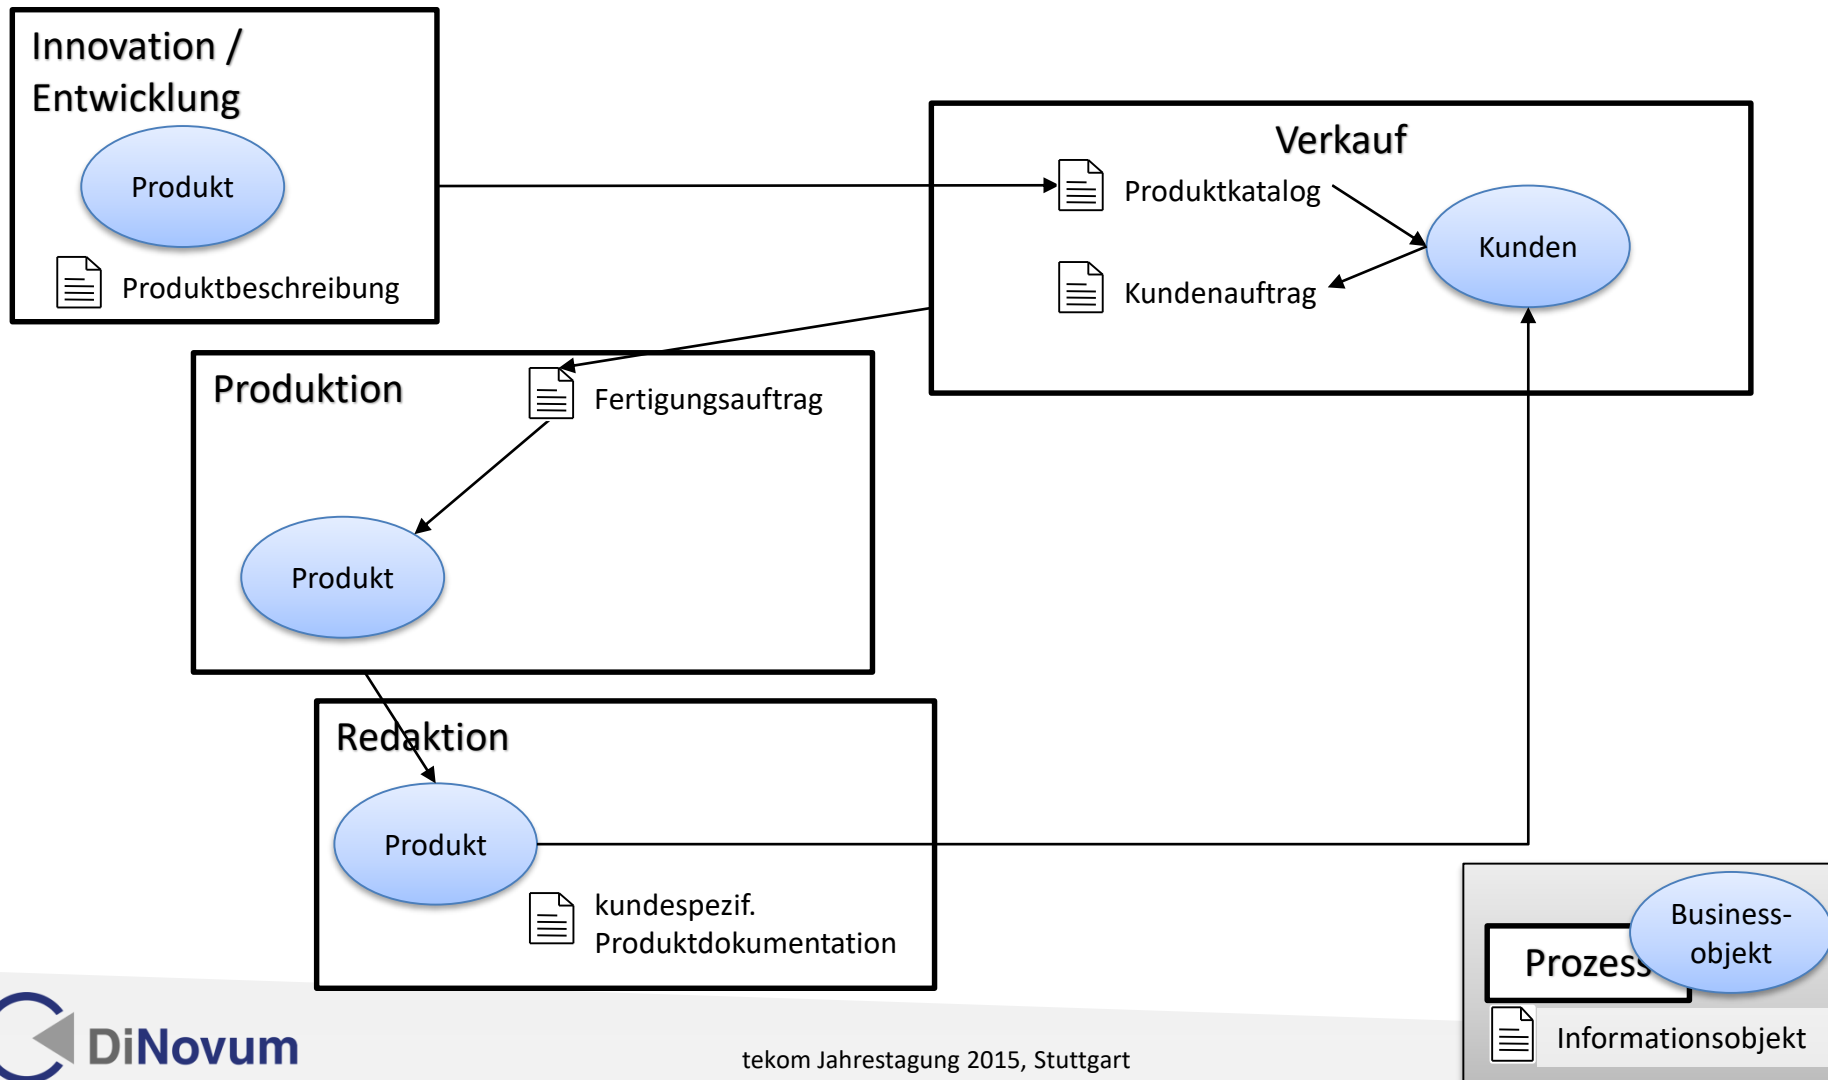 Innovation /
Entwicklung
Produkt
Produktbeschreibung
Verkauf
Produktkatalog
Kunden
Kundenauftrag
Produktion
Fertigungsauftrag
Produkt
Redaktion
Produkt
kundespezif.
Produktdokumentation
Business-
objekt
Prozess
Informationsobjekt
DiNovum
tekom Jahrestagung 2015, Stuttgart